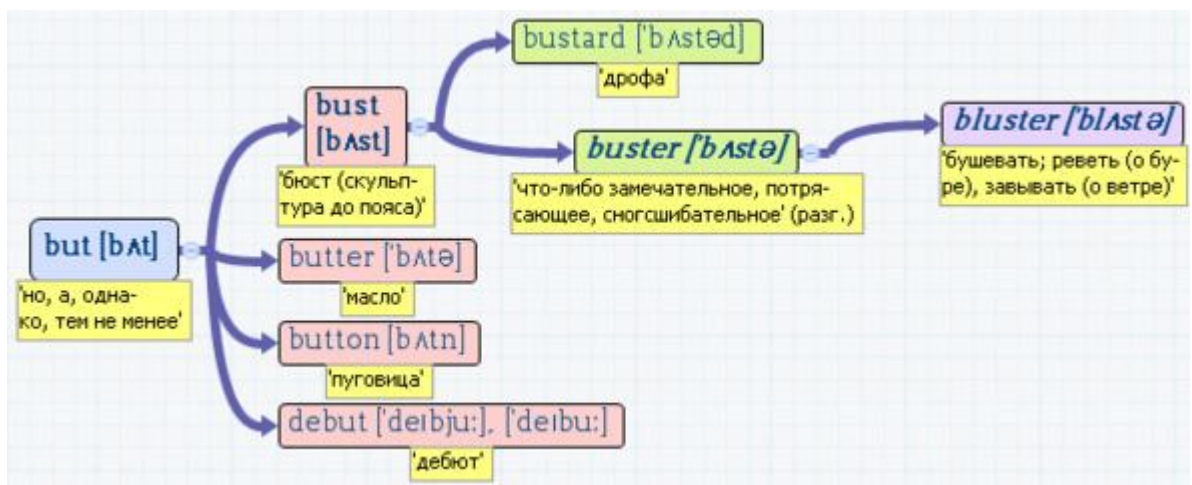 bustard ['bʌstəd]
'дрофа'
bust
[bʌst]
'бюст (скульп-
тура до пояса)'
buster ['bʌstə]
'что-либо замечательное, потря-
сающее, сногсшибательное' (разг.)
bluster ['blʌstə]
'бушевать; реветь (о бу-
ре), завывать (о ветре)'
but [bʌt]
'но, а, одна-
ко, тем не менее'
butter ['bʌtə]
'масло'
button [bʌtn]
'пуговица'
debut ['deɪbju:], ['deɪbu:]
'дебют'